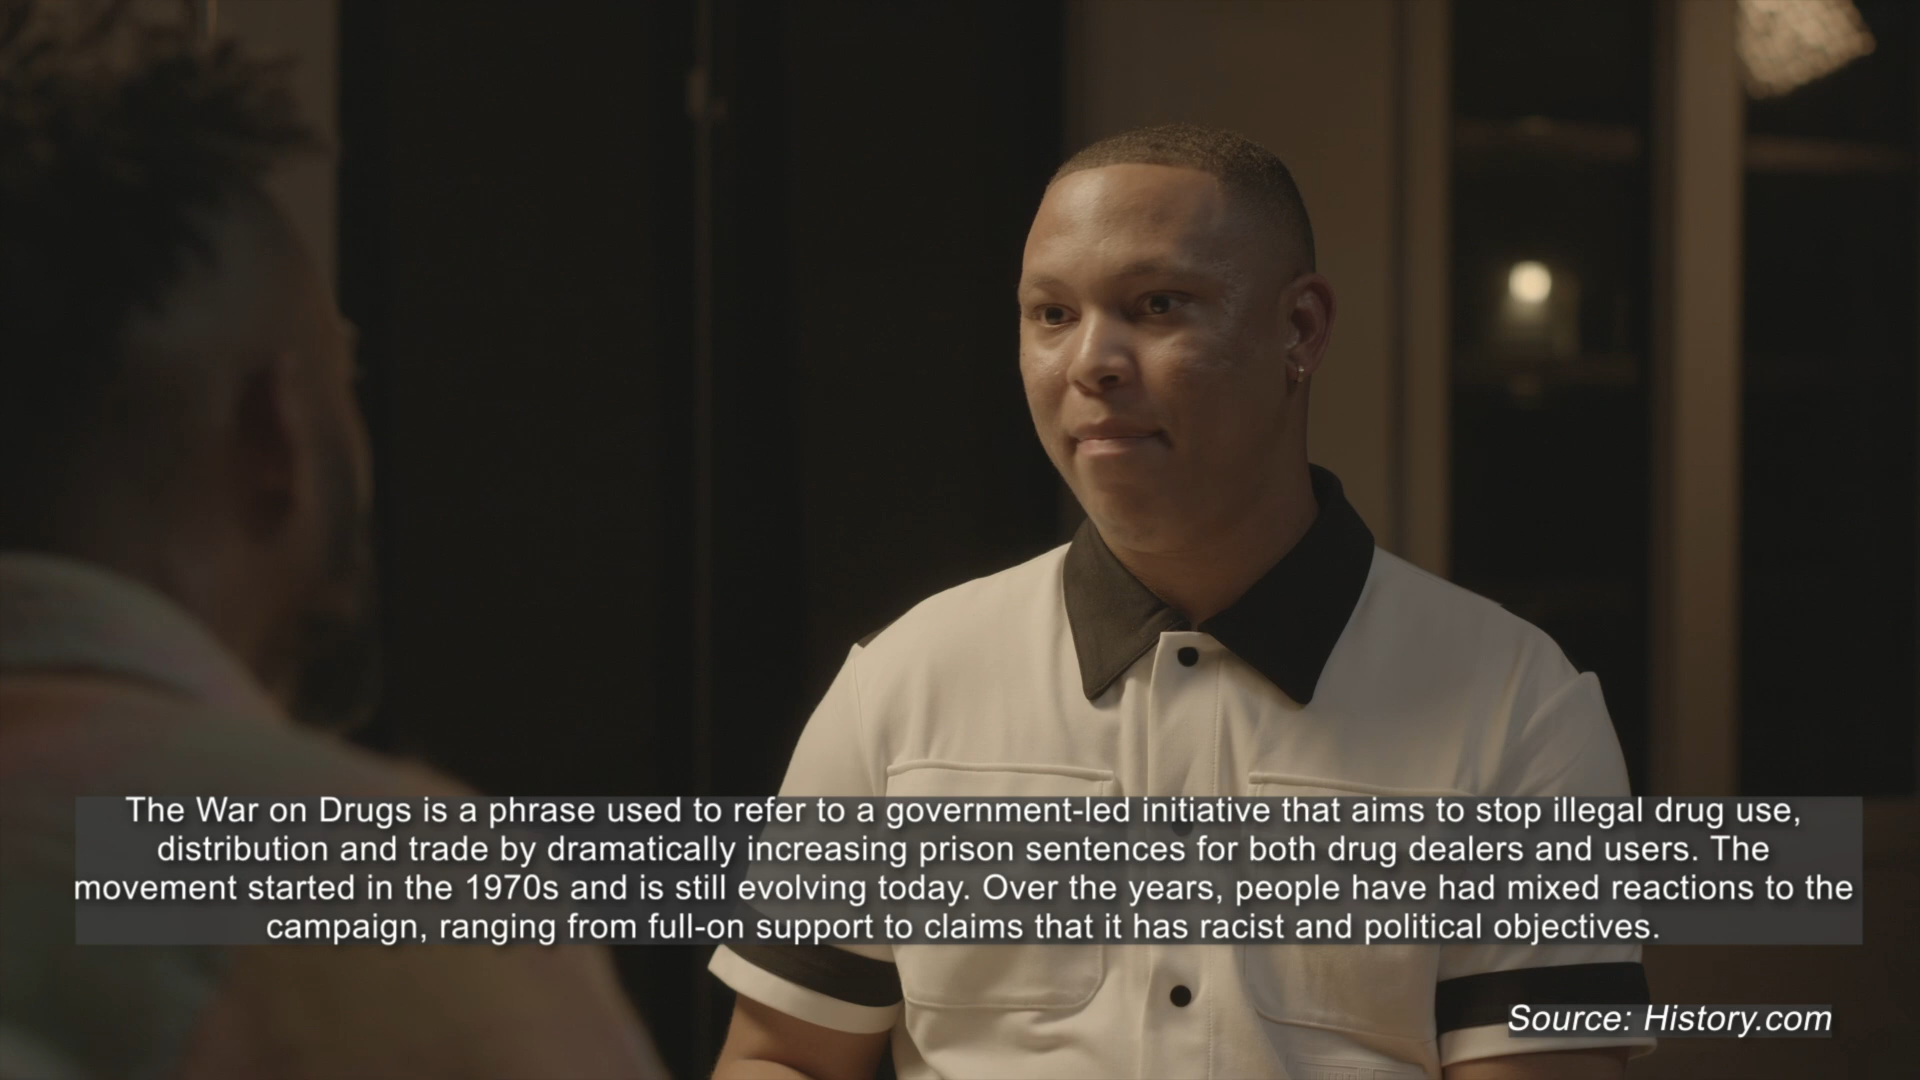 The War on Drugs is a phrase used to refer to a government-led initiative that aims to stop illegal drug use,
distribution and trade by dramatically increasing prison sentences for both drug dealers and users. The
movement started in the 1970s and is still evolving today. Over the years, people have had mixed reactions to the
campaign, ranging from full-on support to claims that it has racist and political objectives.
Source: History.com